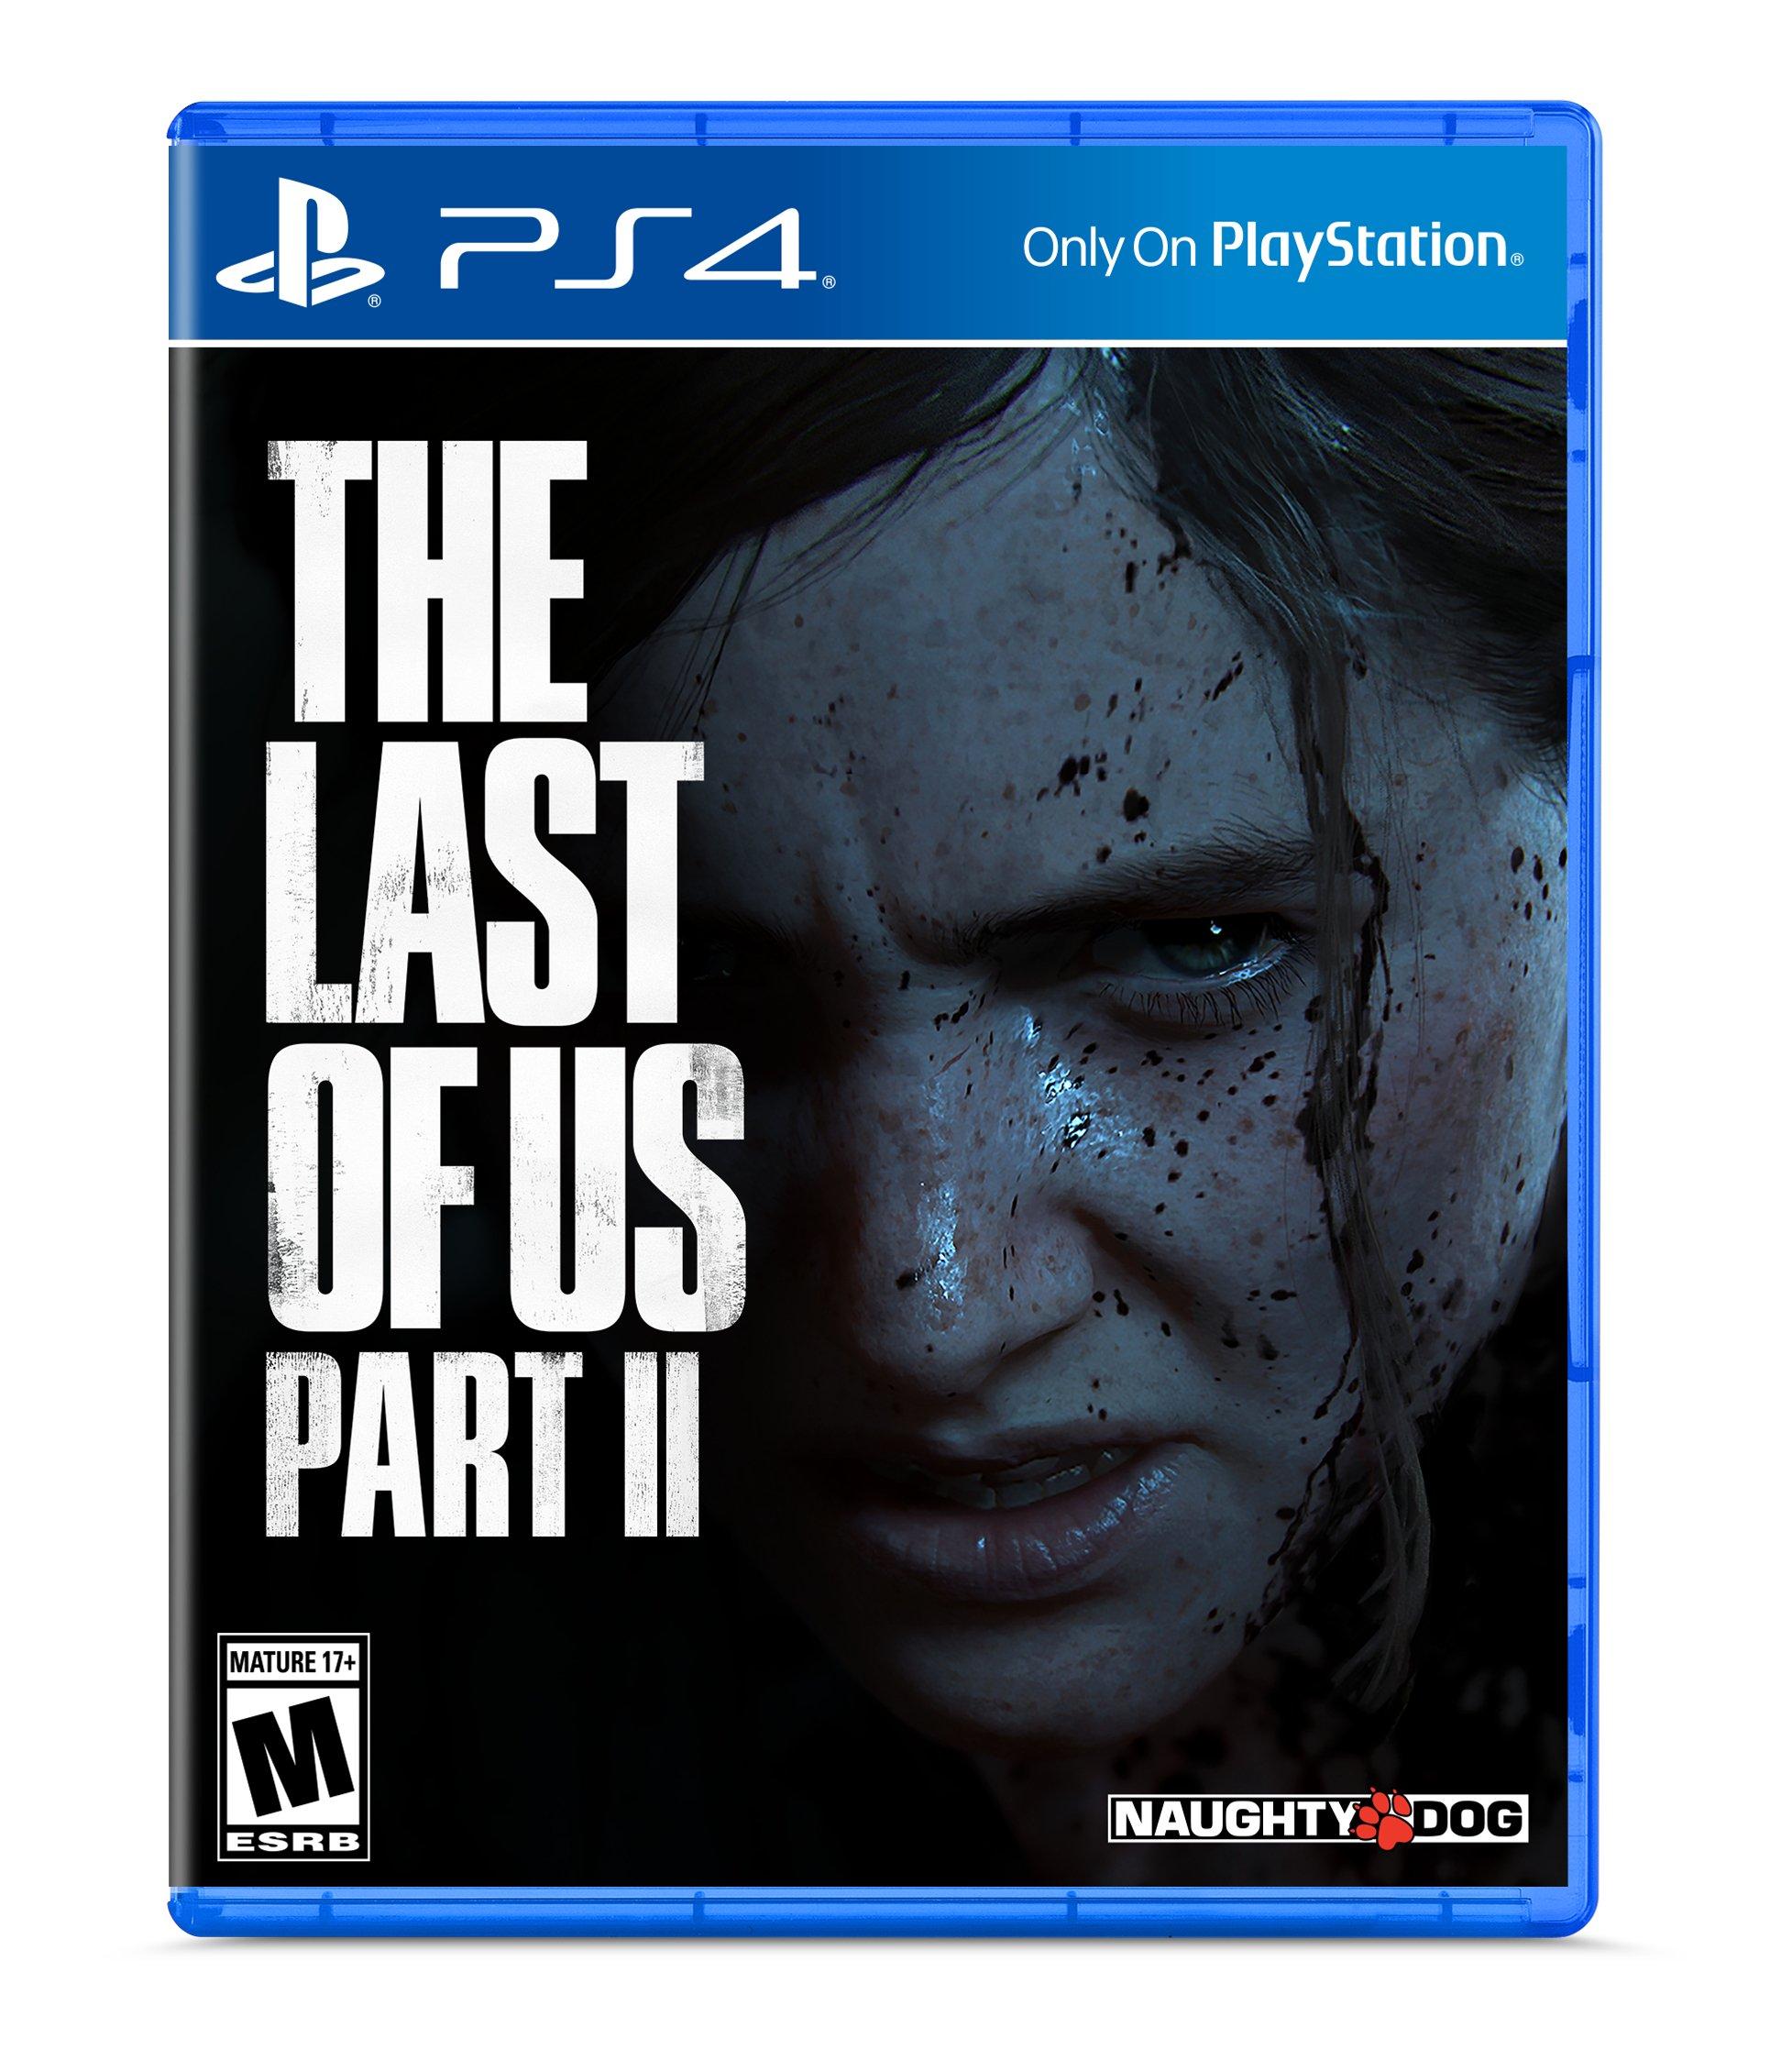 PS4®
Only On PlayStation®
THE
LAST
OF US
PART II
MATURE 17+
M
ESRB
®
NAUGHTY DOG